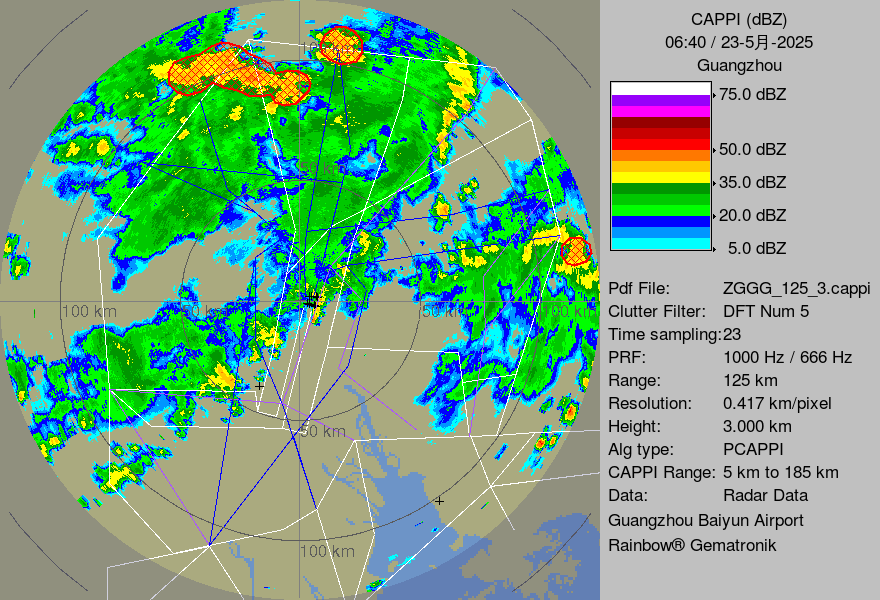 CAPPI (dBZ)
06:40 / 23-5月-2025
Guangzhou
75.0 dBZ
50.0 dBZ
35.0 dBZ
20.0 dBZ
5.0 dBZ
Pdf File: ZGGG_125_3.cappi
Clutter Filter: DFT Num 5
Time sampling:23
PRF: 1000 Hz / 666 Hz
Range: 125 km
Resolution: 0.417 km/pixel
Height: 3.000 km
Alg type: PCAPPI
CAPPI Range: 5 km to 185 km
Data: Radar Data
Guangzhou Baiyun Airport
Rainbow® Gematronik
100 km
50 km
100 km
50 km
100 km